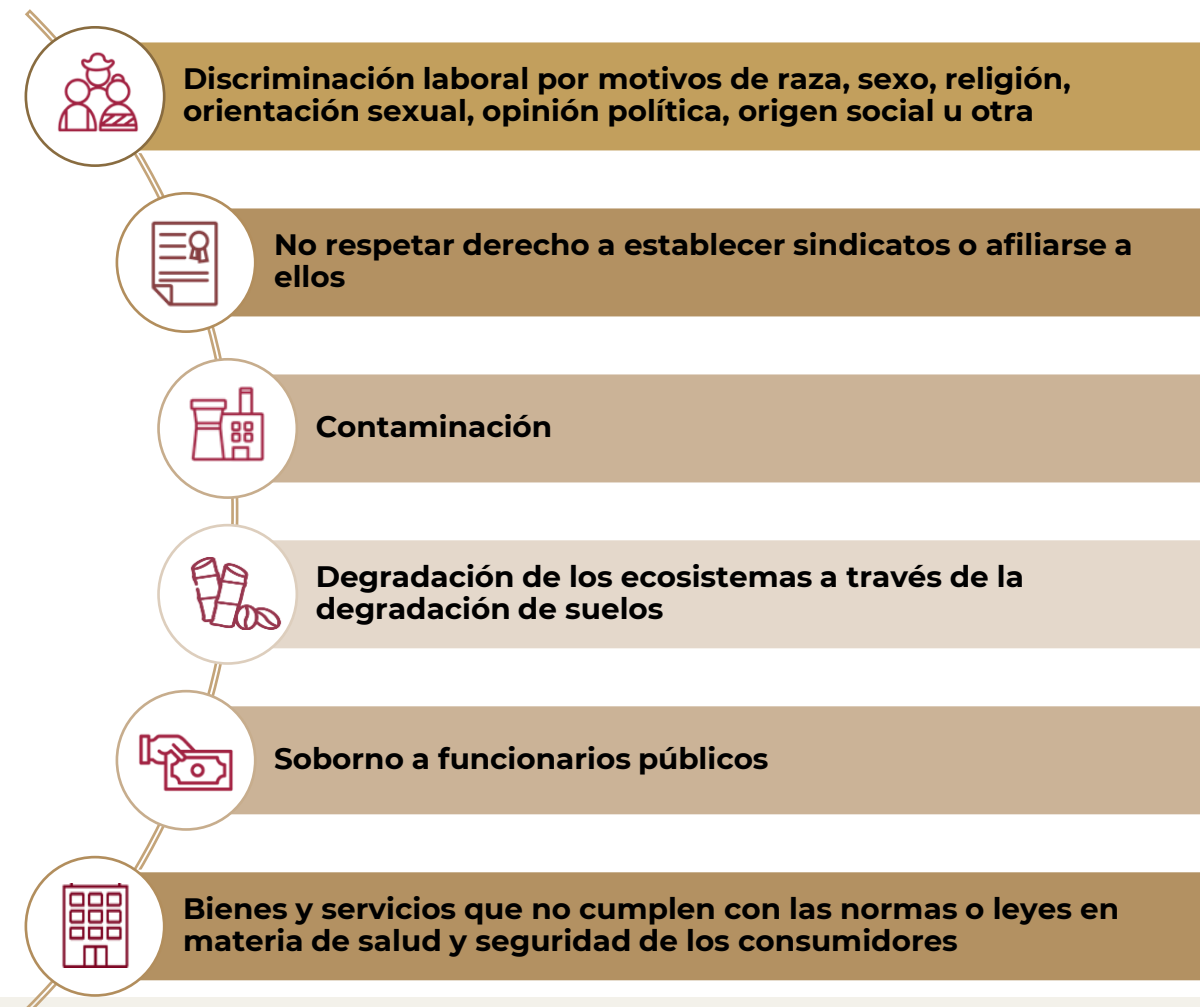 Discriminación laboral por motivos de raza, sexo, religión,
orientación sexual, opinión política, origen social u otra
No respetar derecho a establecer sindicatos o afiliarse a
ellos
Contaminación
Degradación de los ecosistemas a través de la
degradación de suelos
Soborno a funcionarios públicos
Bienes y servicios que no cumplen con las normas o leyes en
materia de salud y seguridad de los consumidores